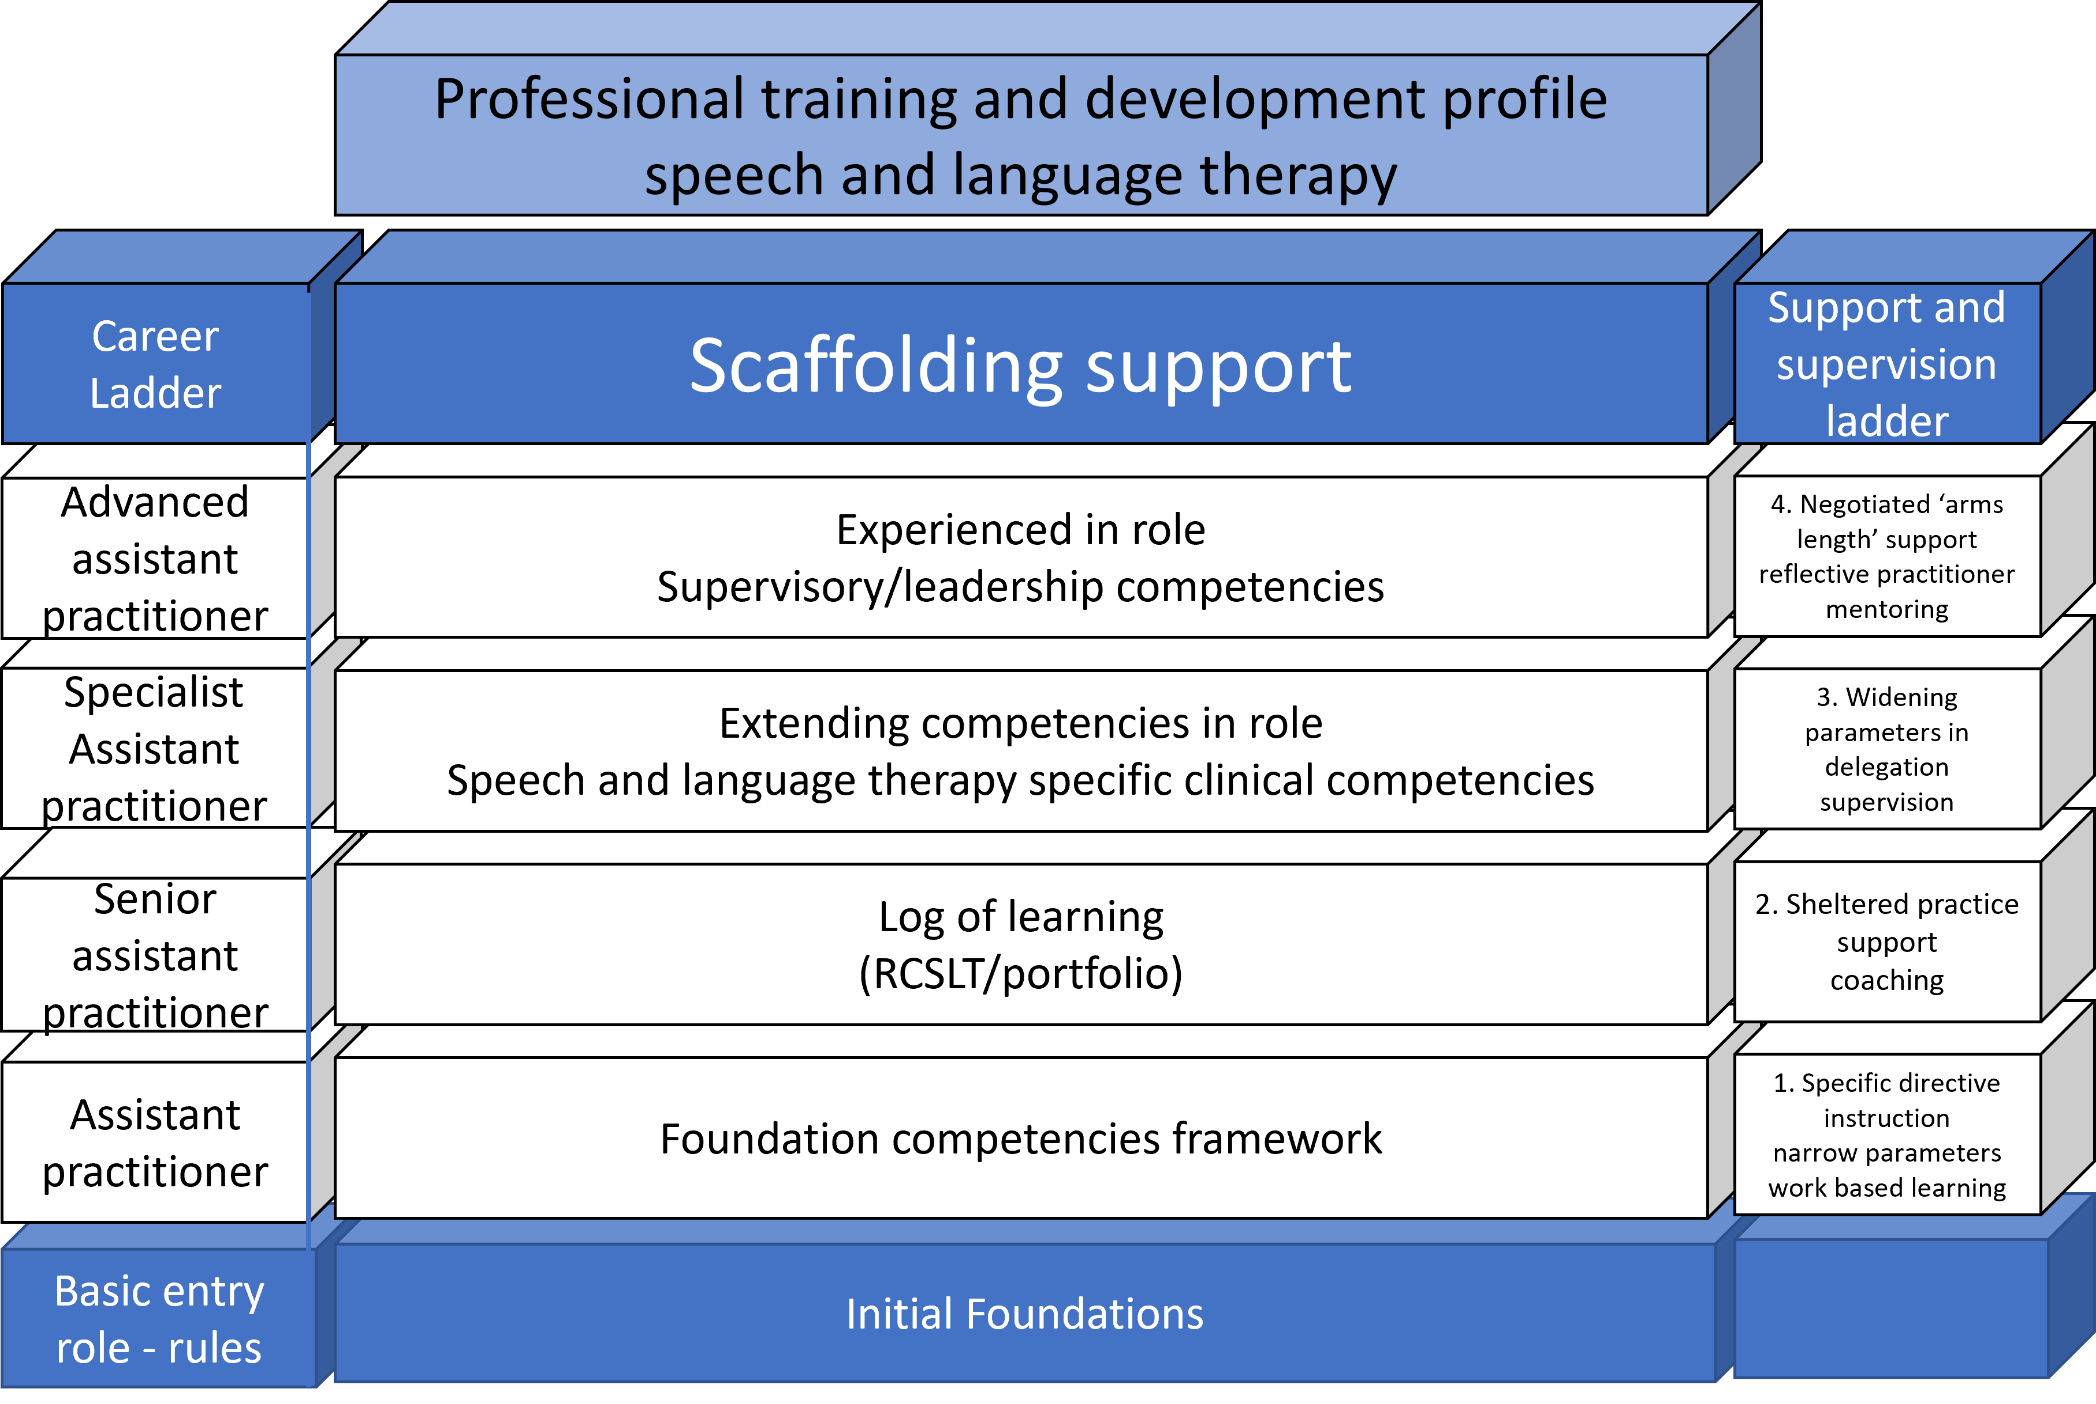 Professional training and development profile
speech and language therapy
Career
Ladder
Scaffolding support
Support and
supervision
ladder
Advanced
assistant
practitioner
Experienced in role
Supervisory/leadership competencies
4. Negotiated ‘arms
length’ support
reflective practitioner
mentoring
Specialist
Assistant
practitioner
Extending competencies in role
Speech and language therapy specific clinical competencies
3. Widening
parameters in
delegation
supervision
Senior
assistant
practitioner
Log of learning
(RCSLT/portfolio)
2. Sheltered practice
support
coaching
Assistant
practitioner
Foundation competencies framework
1. Specific directive
instruction
narrow parameters
work based learning
Basic entry
role - rules
Initial Foundations